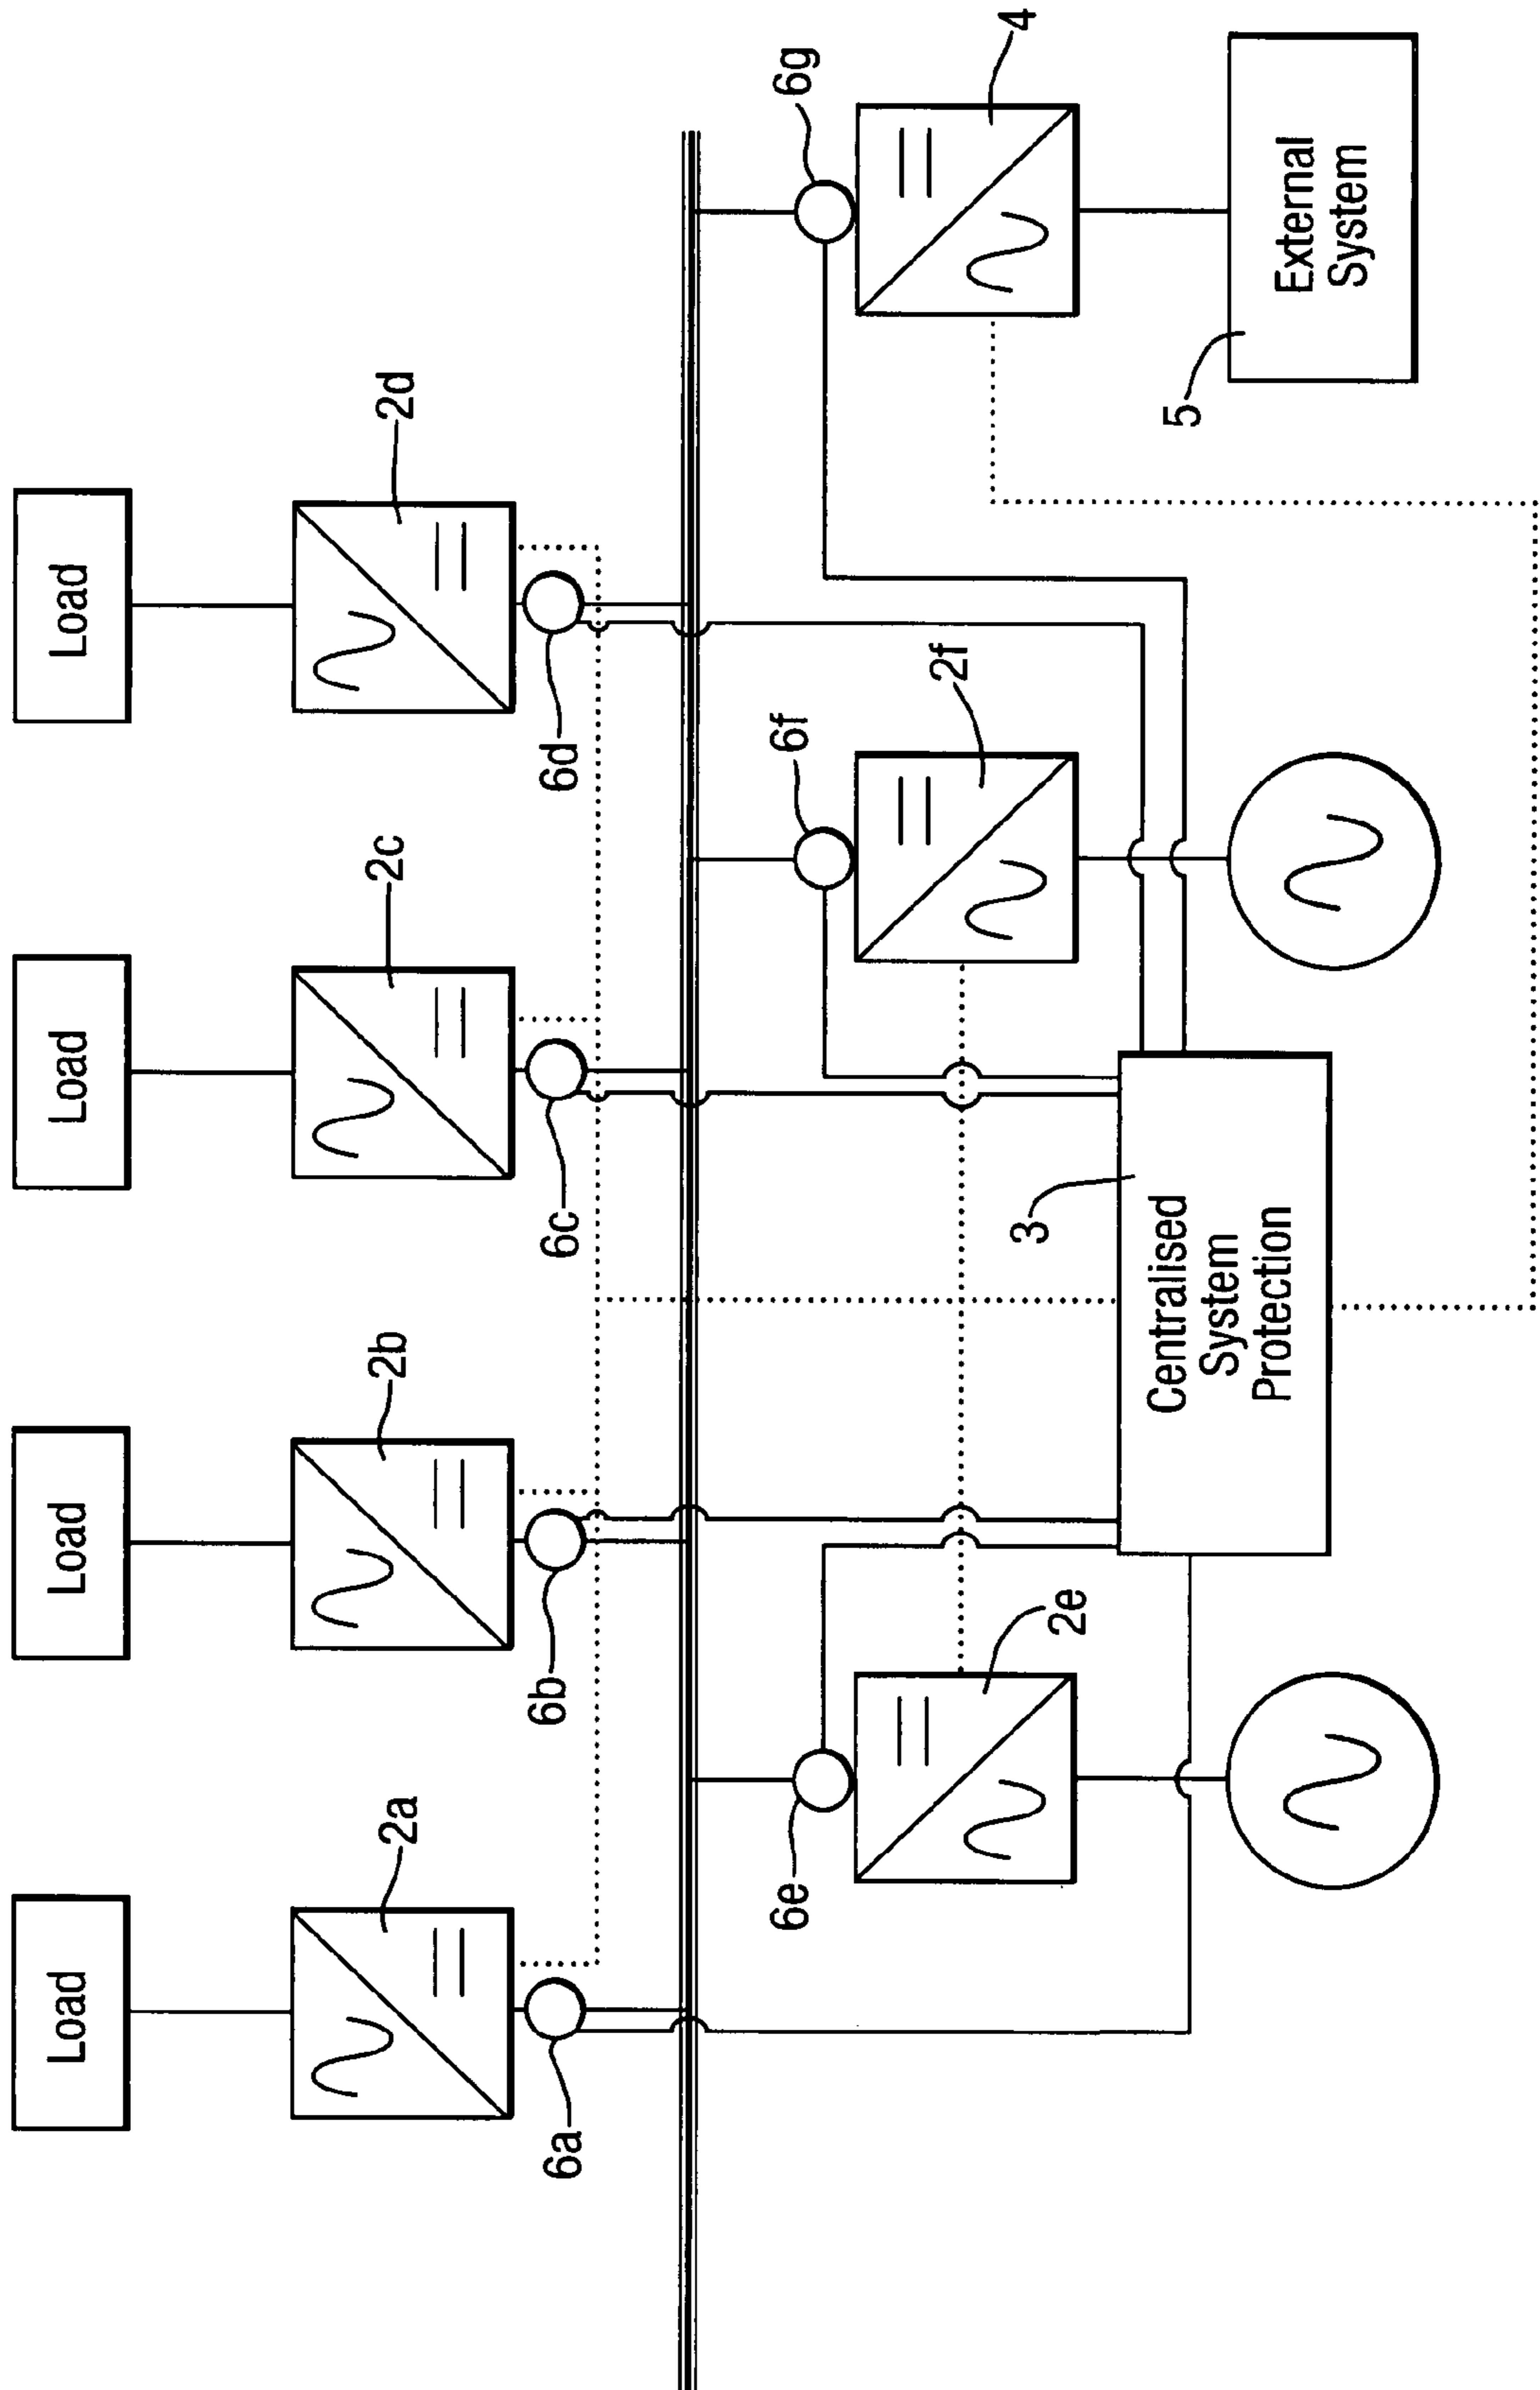 Load
Load
Load
Load
2a
2b
2c
2d
6a
6b
6c
6d
6e
6f
6g
2e
2f
4
3
Centralised
System
Protection
5
External
System